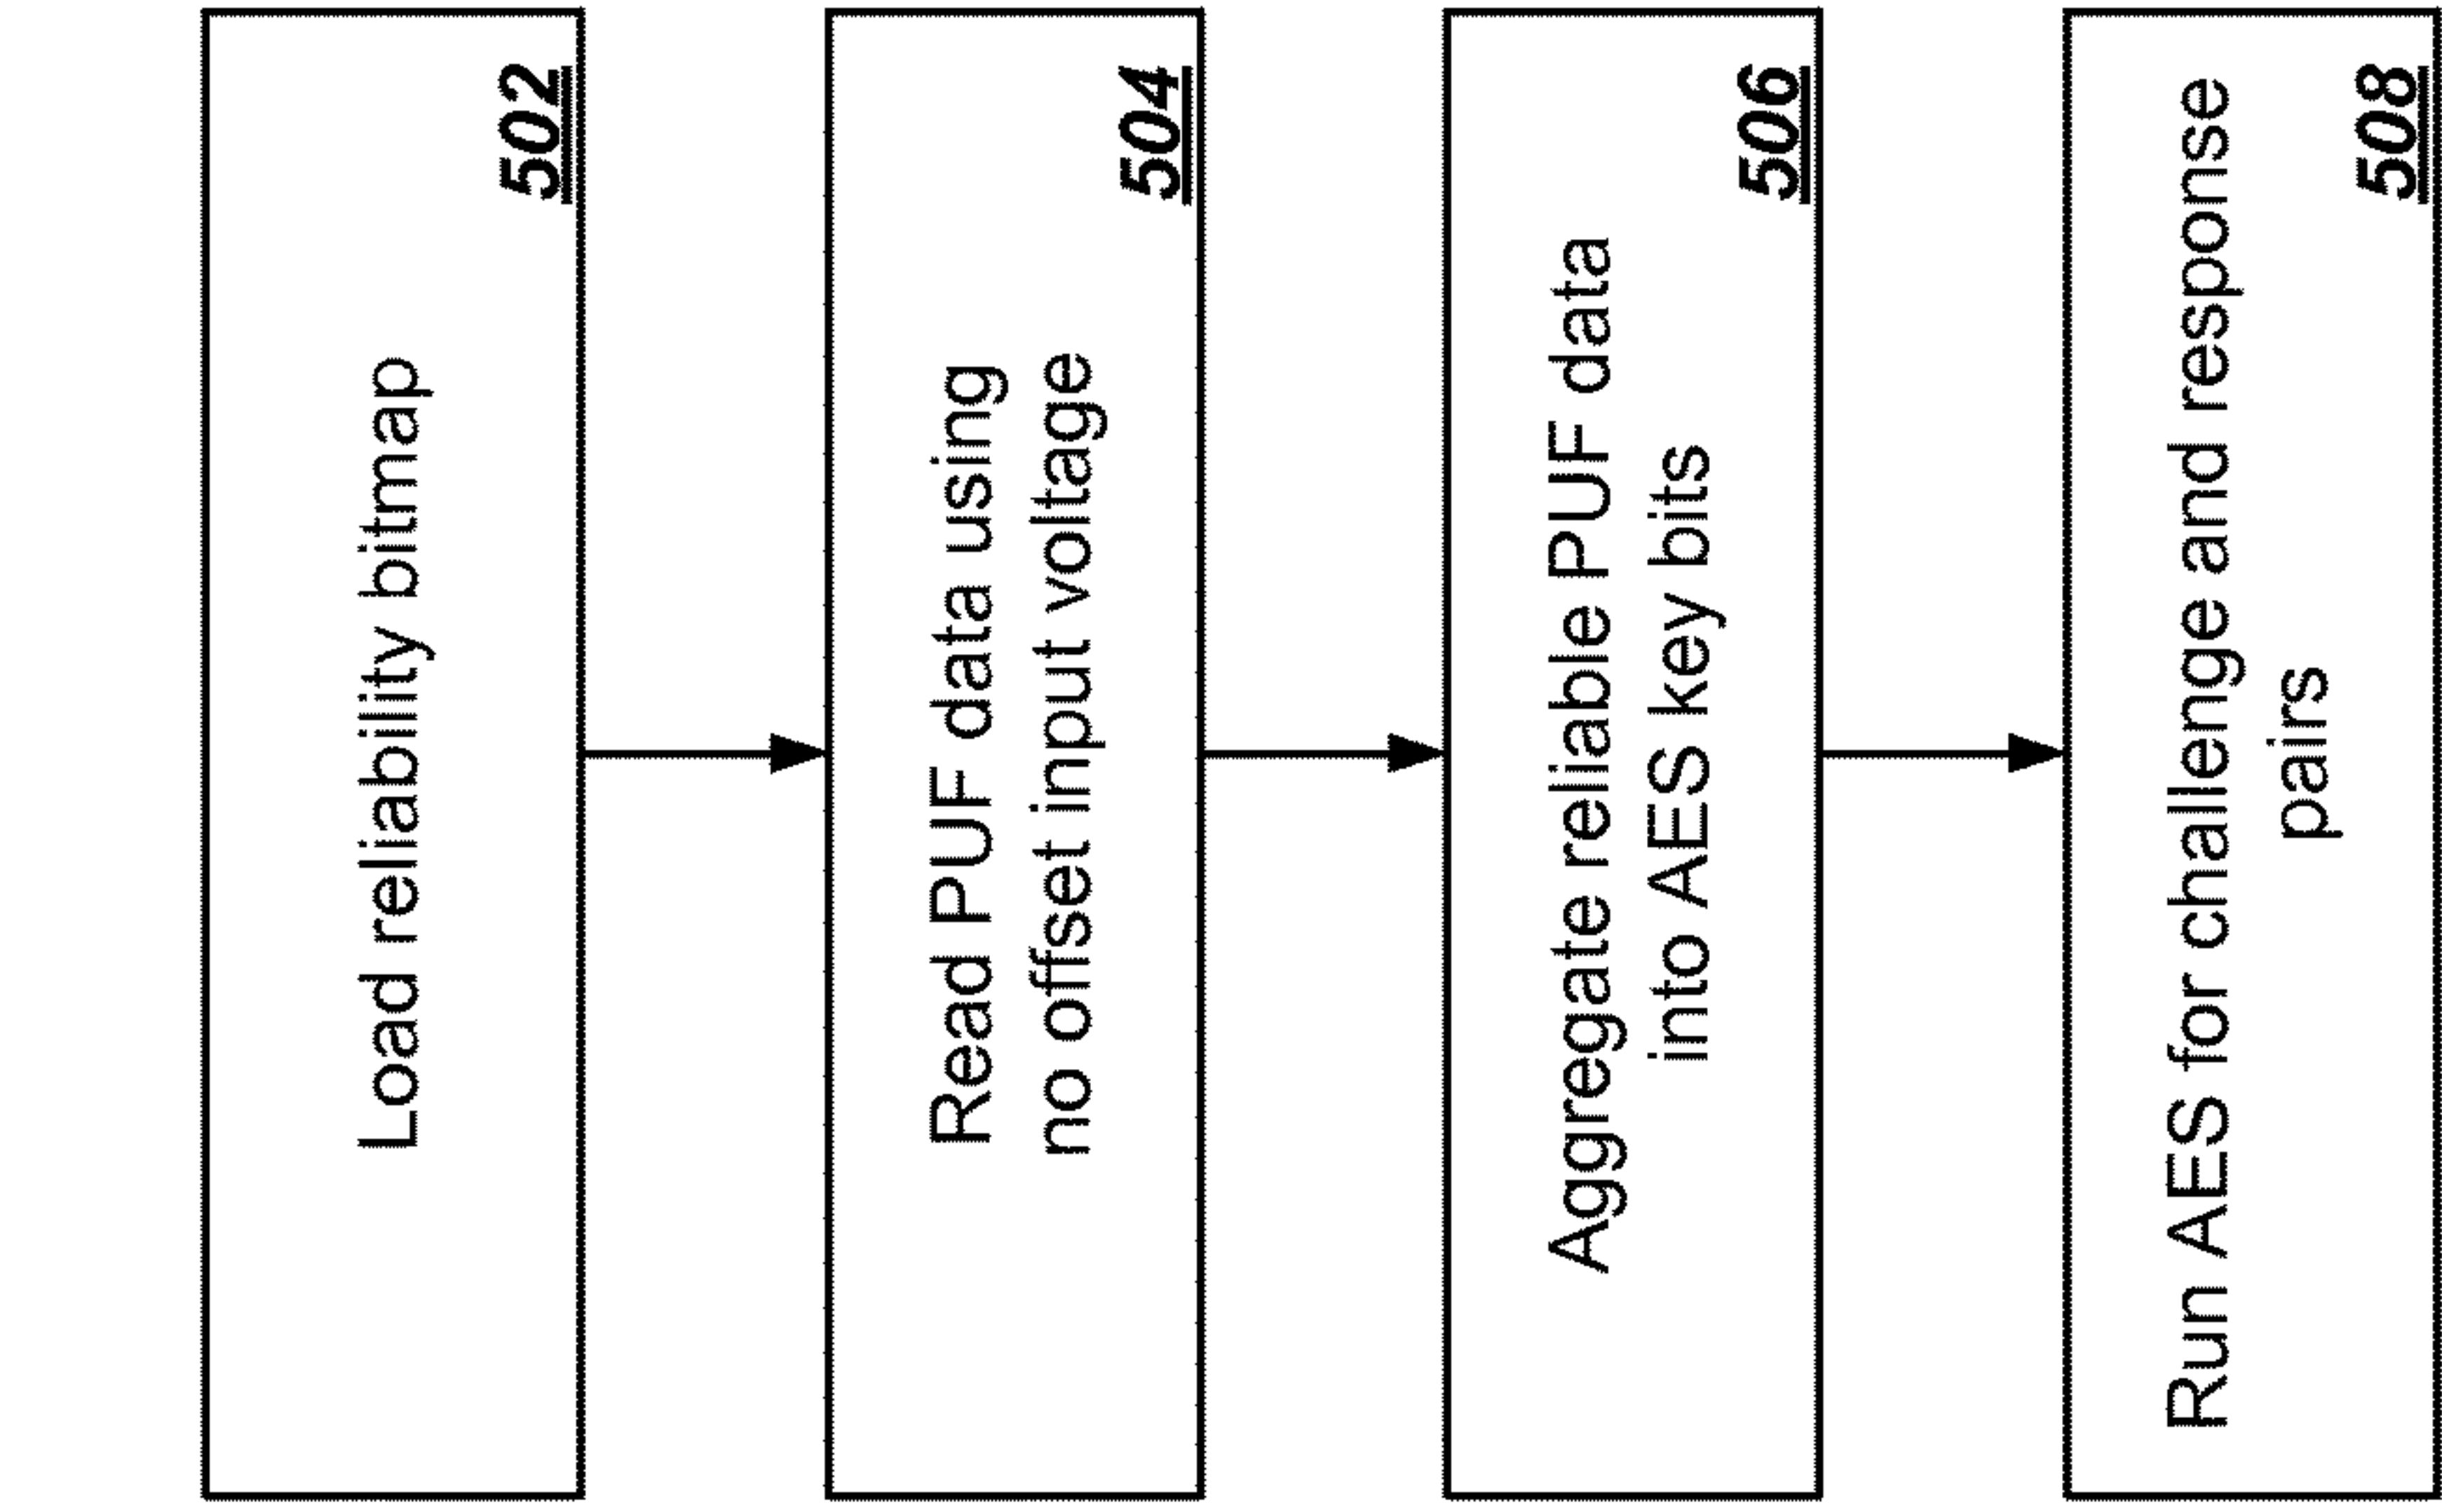 Load reliability bitmap
502
Read PUF data using
no offset input voltage
504
Aggregate reliable PUF data
into AES key bits
506
Run AES for challenge and response
pairs
508